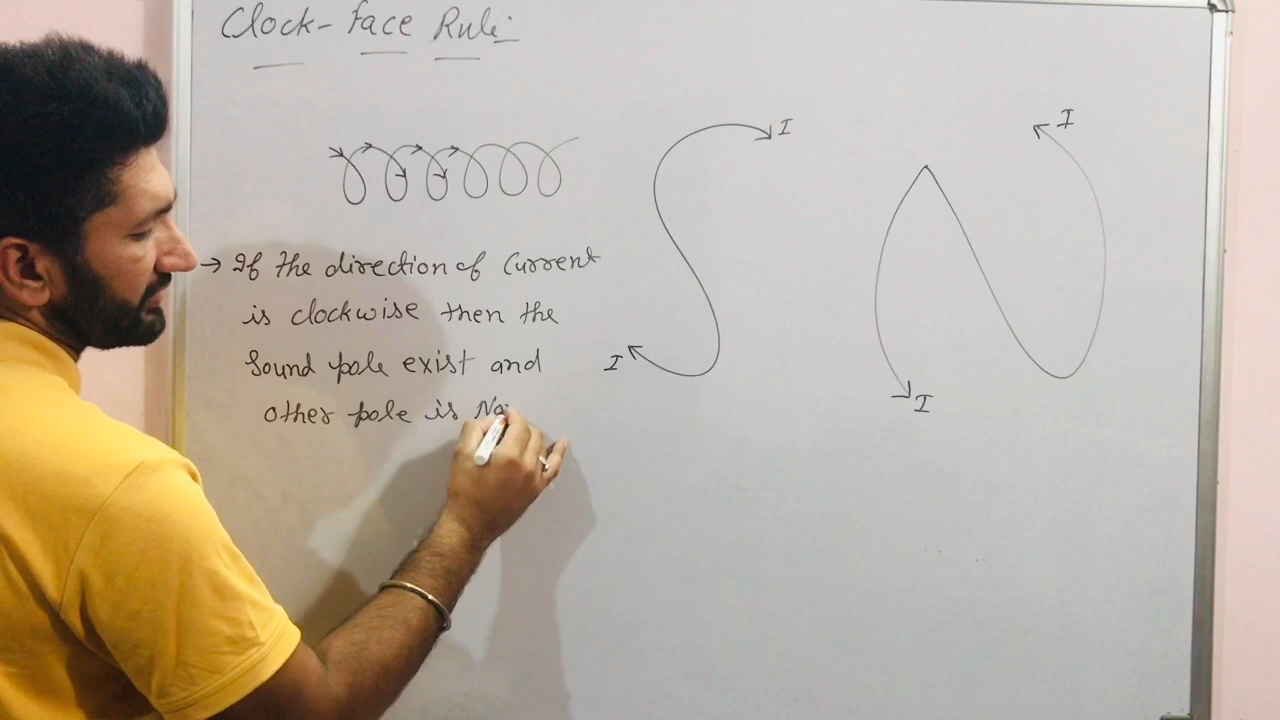 Clock-Face Rule:
→ If the direction of Current
is clockwise then the
Sound pole exist and
other pole is No
I
I
I
I